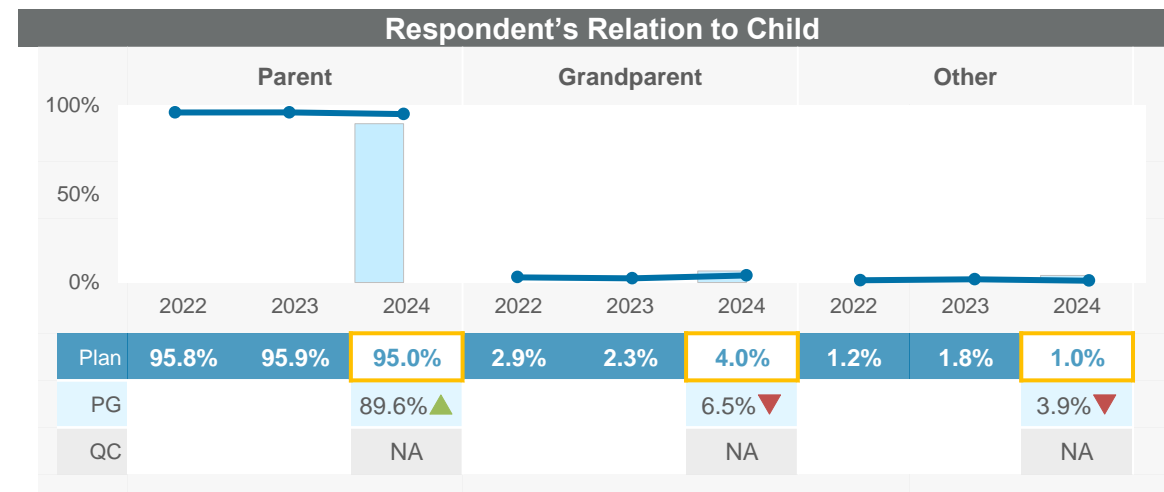 Respondent’s Relation to Child
Parent Grandparent Other
100%
50%
0%
2022 2023 2024 2022 2023 2024 2022 2023 2024
Plan 95.8% 95.9% 95.0% 2.9% 2.3% 4.0% 1.2% 1.8% 1.0%
PG 89.6% 6.5% 3.9%
QC NA NA NA